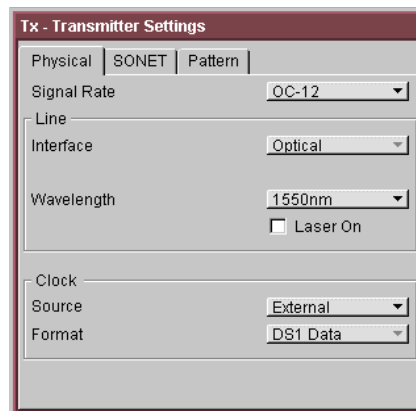 Tx - Transmitter Settings
Physical SONET Pattern
Signal Rate OC-12
Line
Interface Optical
Wavelength 1550nm
Laser On
Clock
Source External
Format DS1 Data